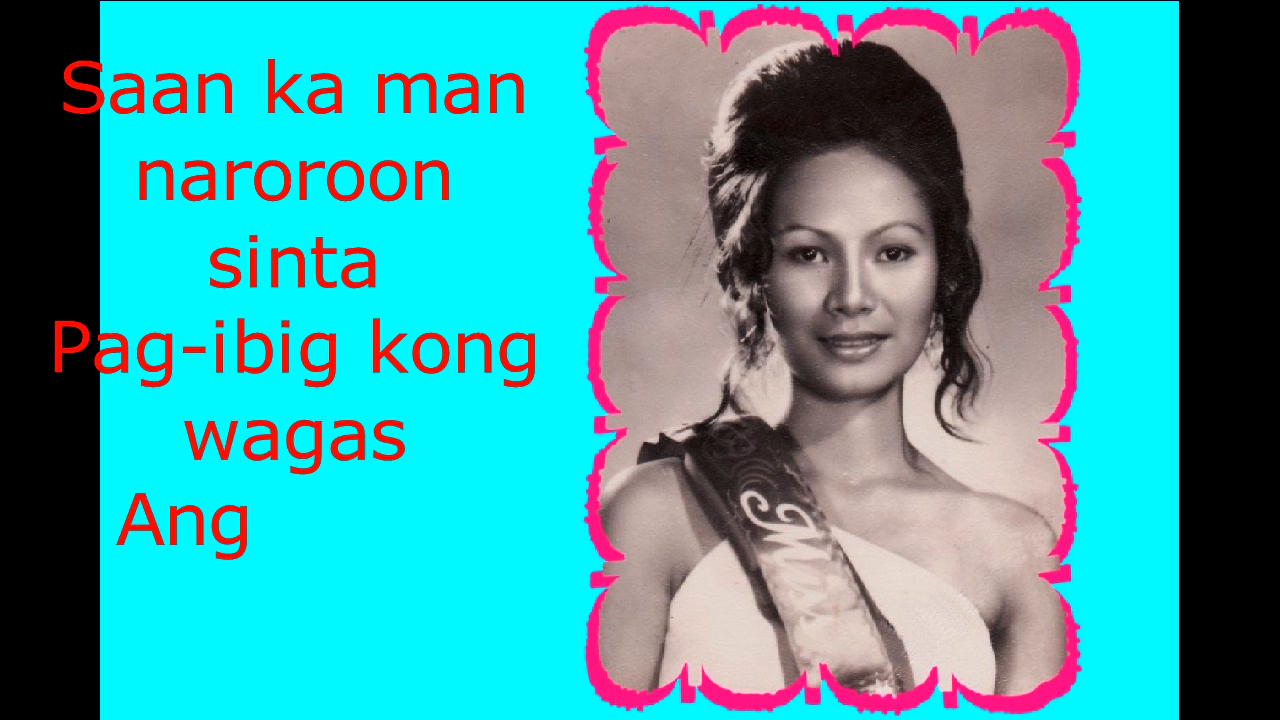 Saan ka man
naroroon
sinta
Pag-ibig kong
wagas
Ang